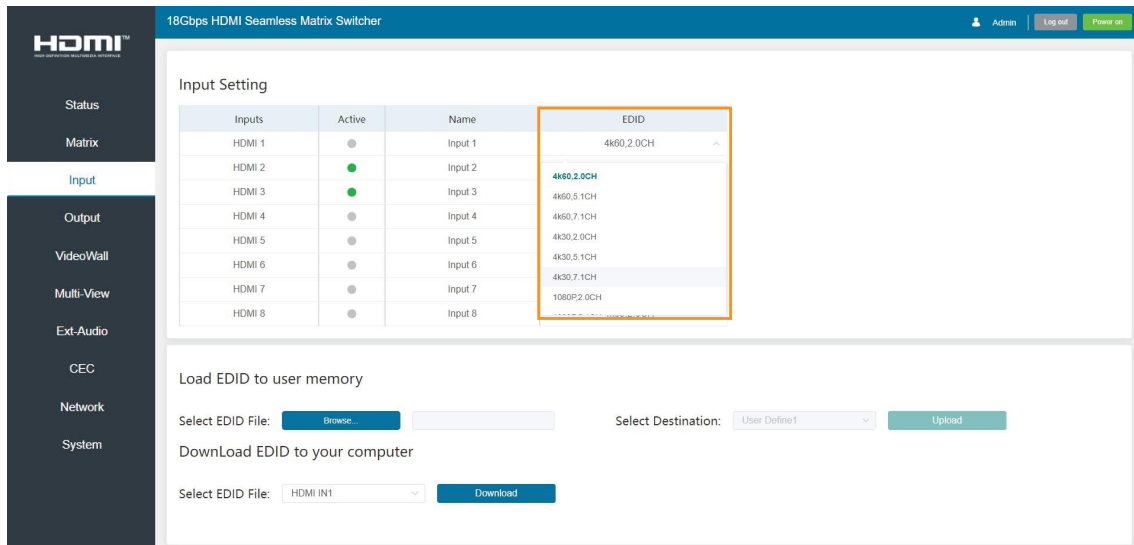 18Gbps HDMI Seamless Matrix Switcher
Admin
Log out
Power on
HDMI™
HIGH-DEFINITION MULTIMEDIA INTERFACE
Status
Matrix
Input
Output
VideoWall
Multi-View
Ext-Audio
CEC
Network
System
Input Setting
Inputs Active Name EDID
HDMI 1 Input 1 4k60,2.0CH
HDMI 2 Input 2
HDMI 3 Input 3
HDMI 4 Input 4
HDMI 5 Input 5
HDMI 6 Input 6
HDMI 7 Input 7
HDMI 8 Input 8
4k60,2.0CH
4k60,5.1CH
4k60,7.1CH
4k30,2.0CH
4k30,5.1CH
4k30,7.1CH
1080P,2.0CH
Load EDID to user memory
Select EDID File: Browse... Select Destination: User Define1 Upload
DownLoad EDID to your computer
Select EDID File: HDMI IN1 Download